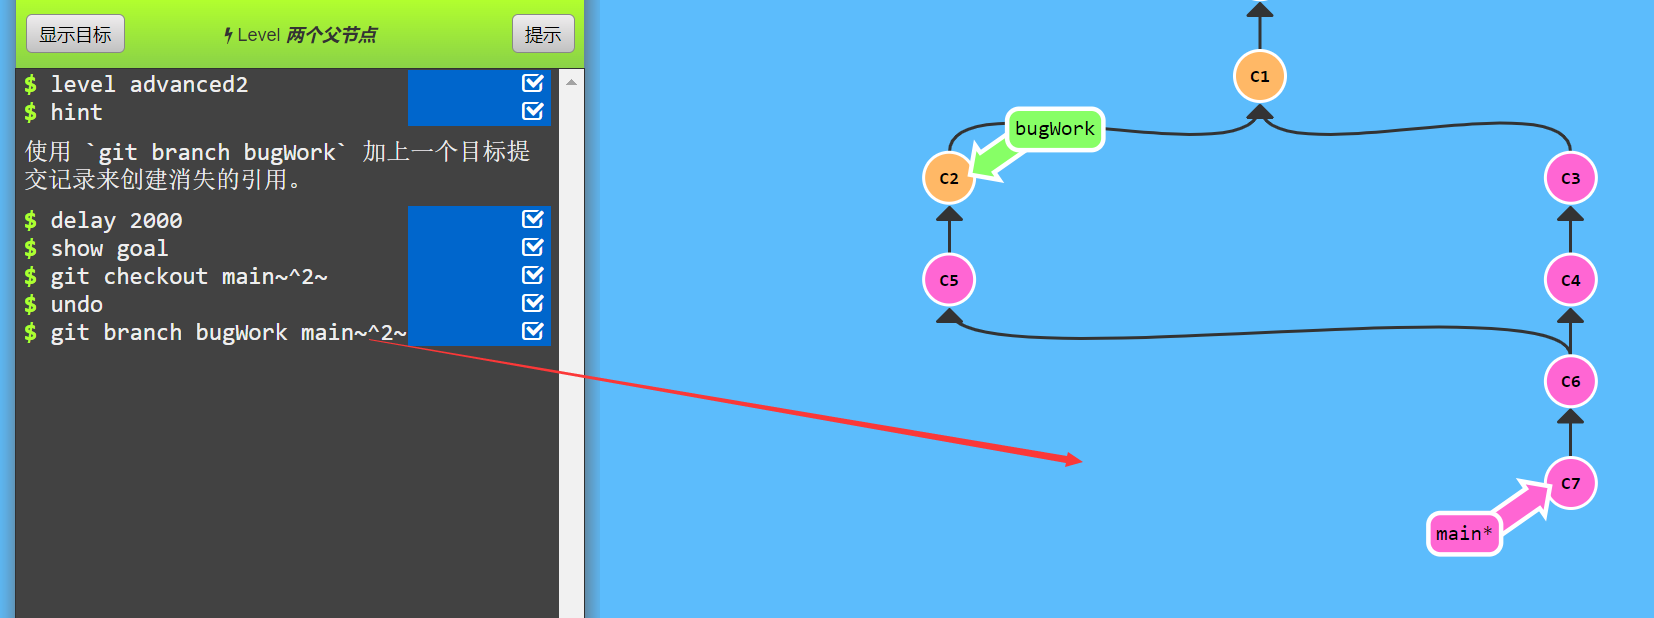 显示目标
Level 两个父节点
提示
$ level advanced2
$ hint
使用 `git branch bugWork` 加上一个目标提
交记录来创建消失的引用。
$ delay 2000
$ show goal
$ git checkout main~^2~
$ undo
$ git branch bugWork main~^2~
C1
bugWork
C2
C3
C5
C4
C6
C7
main*